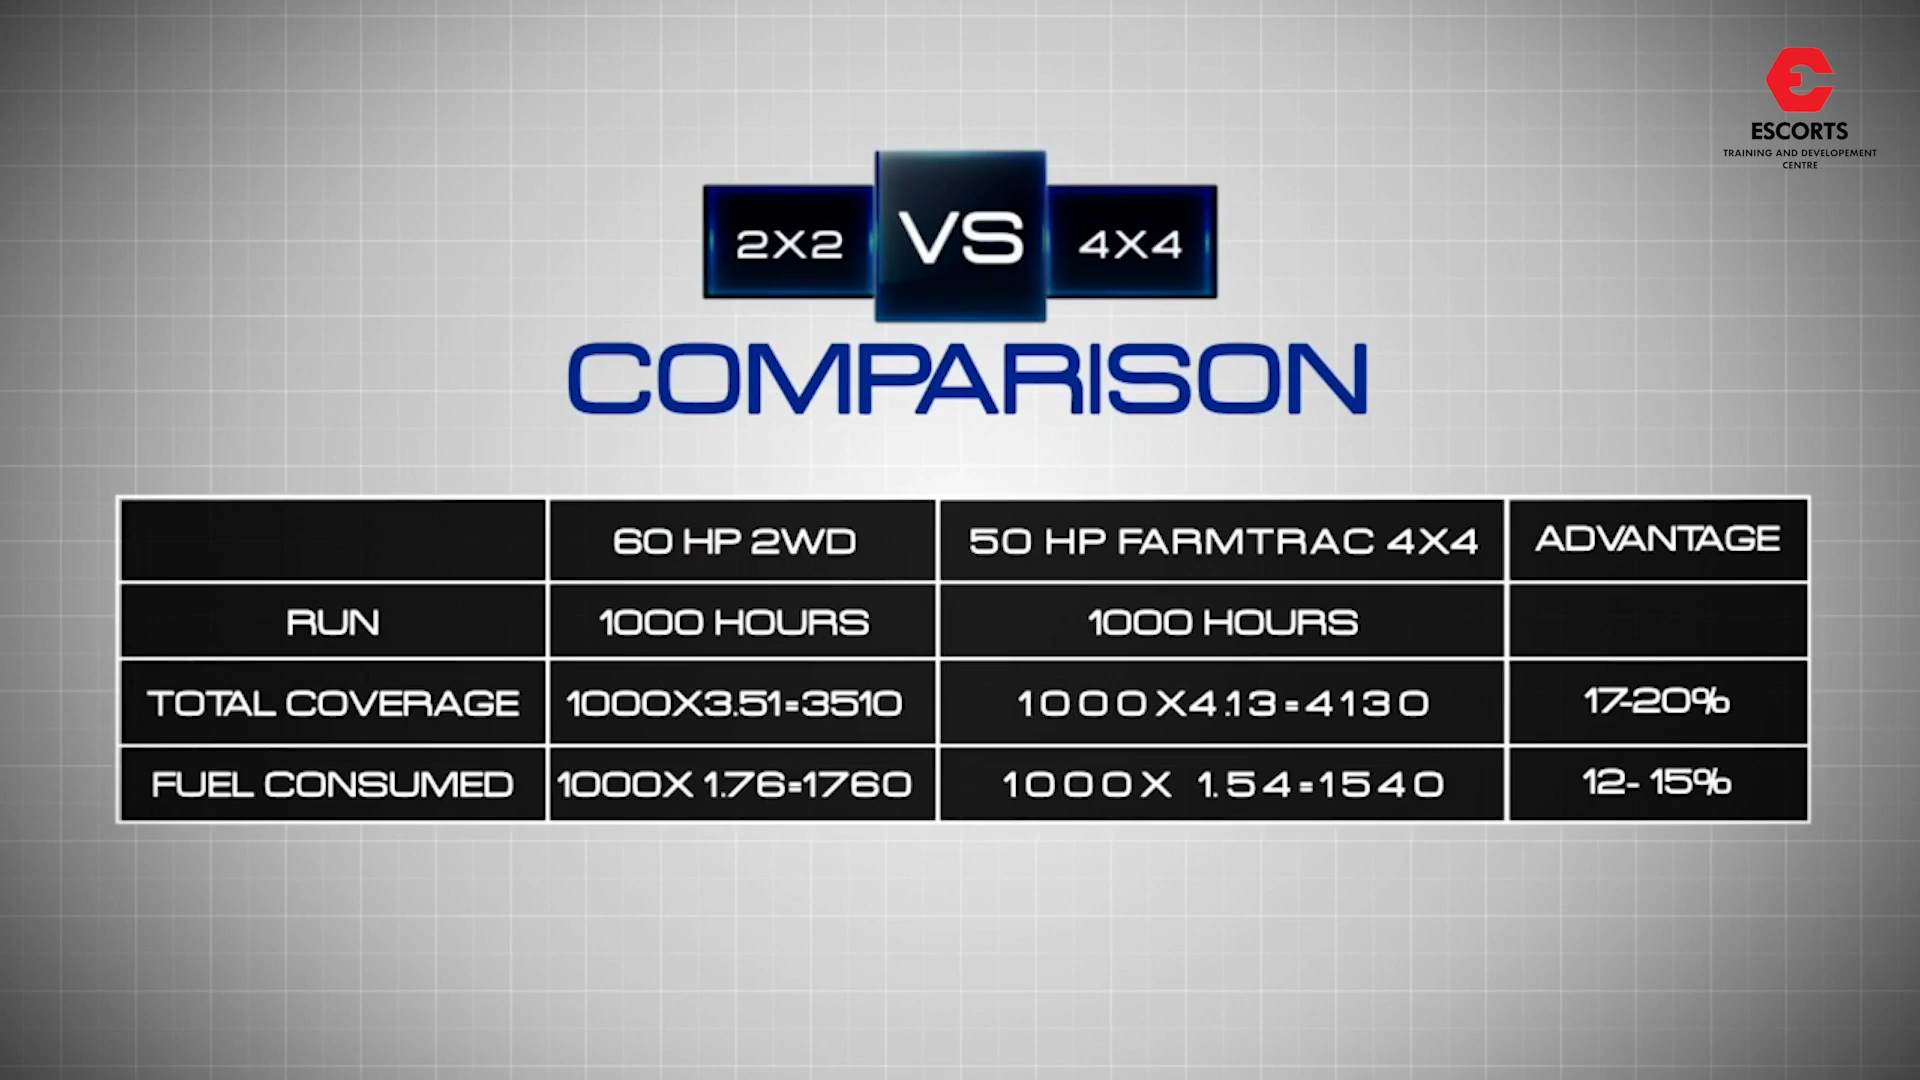 ESCORTS
TRAINING AND DEVELOPEMENT
CENTRE
2X2 VS 4X4
COMPARISON
60 HP 2WD 50 HP FARMTRAC 4X4 ADVANTAGE
RUN 1000 HOURS 1000 HOURS
TOTAL COVERAGE 1000X3.51=3510 1000X4.13=4130 17-20%
FUEL CONSUMED 1000X 1.76=1760 1000X 1.54=1540 12- 15%